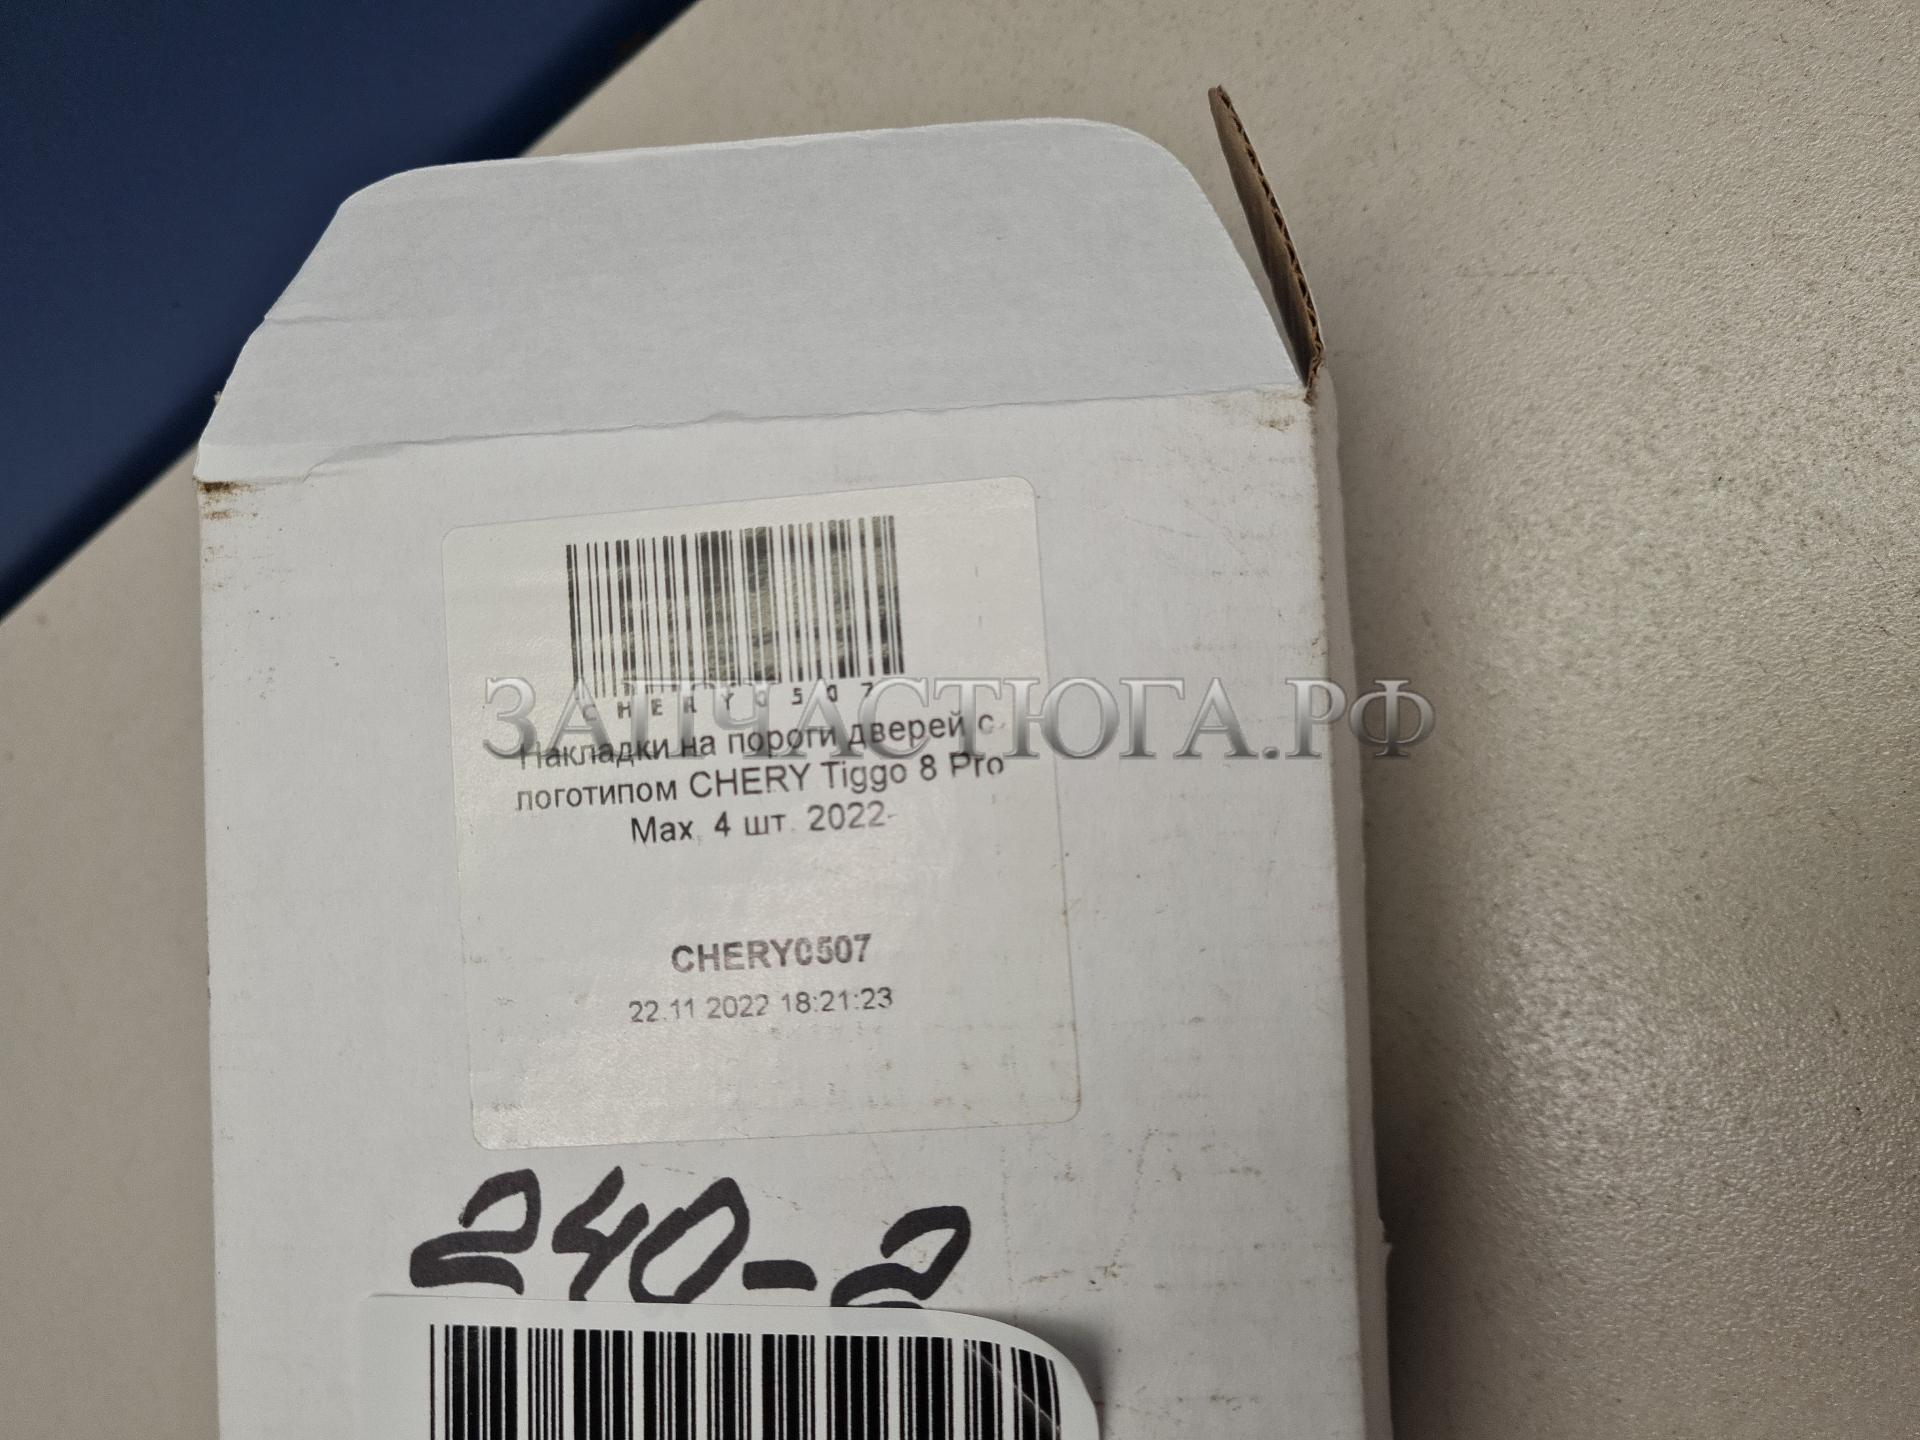 CHERY0507
ЗАПЧАСТЮГА.РФ
Накладки на пороги дверей с
логотипом CHERY Tiggo 8 Pro
Max, 4 шт. 2022-
CHERY0507
22.11.2022 18:21:23
240-2